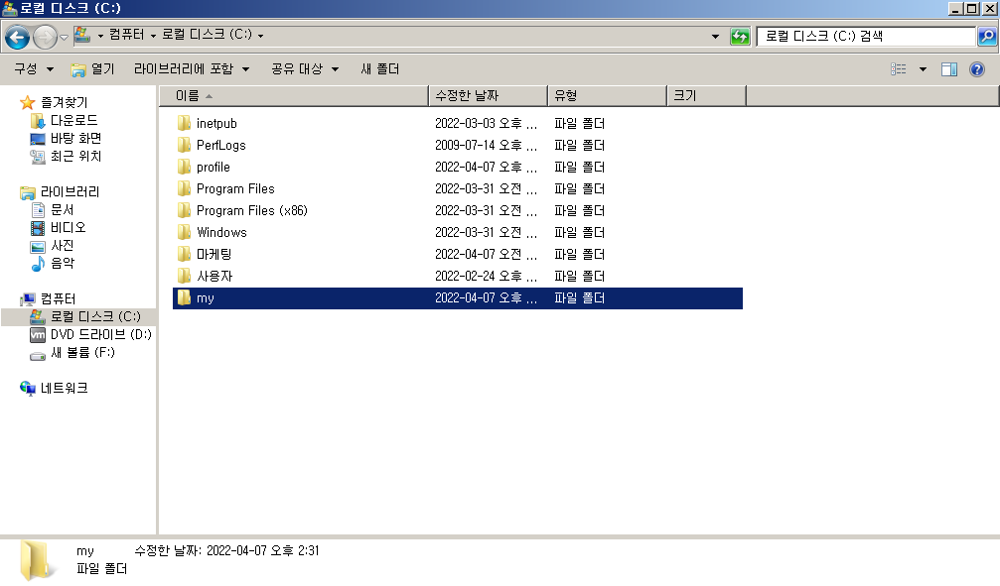 로컬 디스크 (C:)
컴퓨터 로컬 디스크 (C:) 로컬 디스크 (C:) 검색
구성 열기 라이브러리에 포함 공유 대상 새 폴더
즐겨찾기
다운로드
바탕 화면
최근 위치
라이브러리
문서
비디오
사진
음악
컴퓨터
로컬 디스크 (C:)
DVD 드라이브 (D:)
새 볼륨 (F:)
네트워크
이름 수정한 날짜 유형 크기
inetpub 2022-03-03 오후 ... 파일 폴더
PerfLogs 2009-07-14 오후 ... 파일 폴더
profile 2022-04-07 오후 ... 파일 폴더
Program Files 2022-03-31 오전 ... 파일 폴더
Program Files (x86) 2022-03-31 오전 ... 파일 폴더
Windows 2022-03-31 오전 ... 파일 폴더
마케팅 2022-04-07 오전 ... 파일 폴더
사용자 2022-02-24 오후 ... 파일 폴더
my 2022-04-07 오후 ... 파일 폴더
my 수정한 날짜: 2022-04-07 오후 2:31
파일 폴더